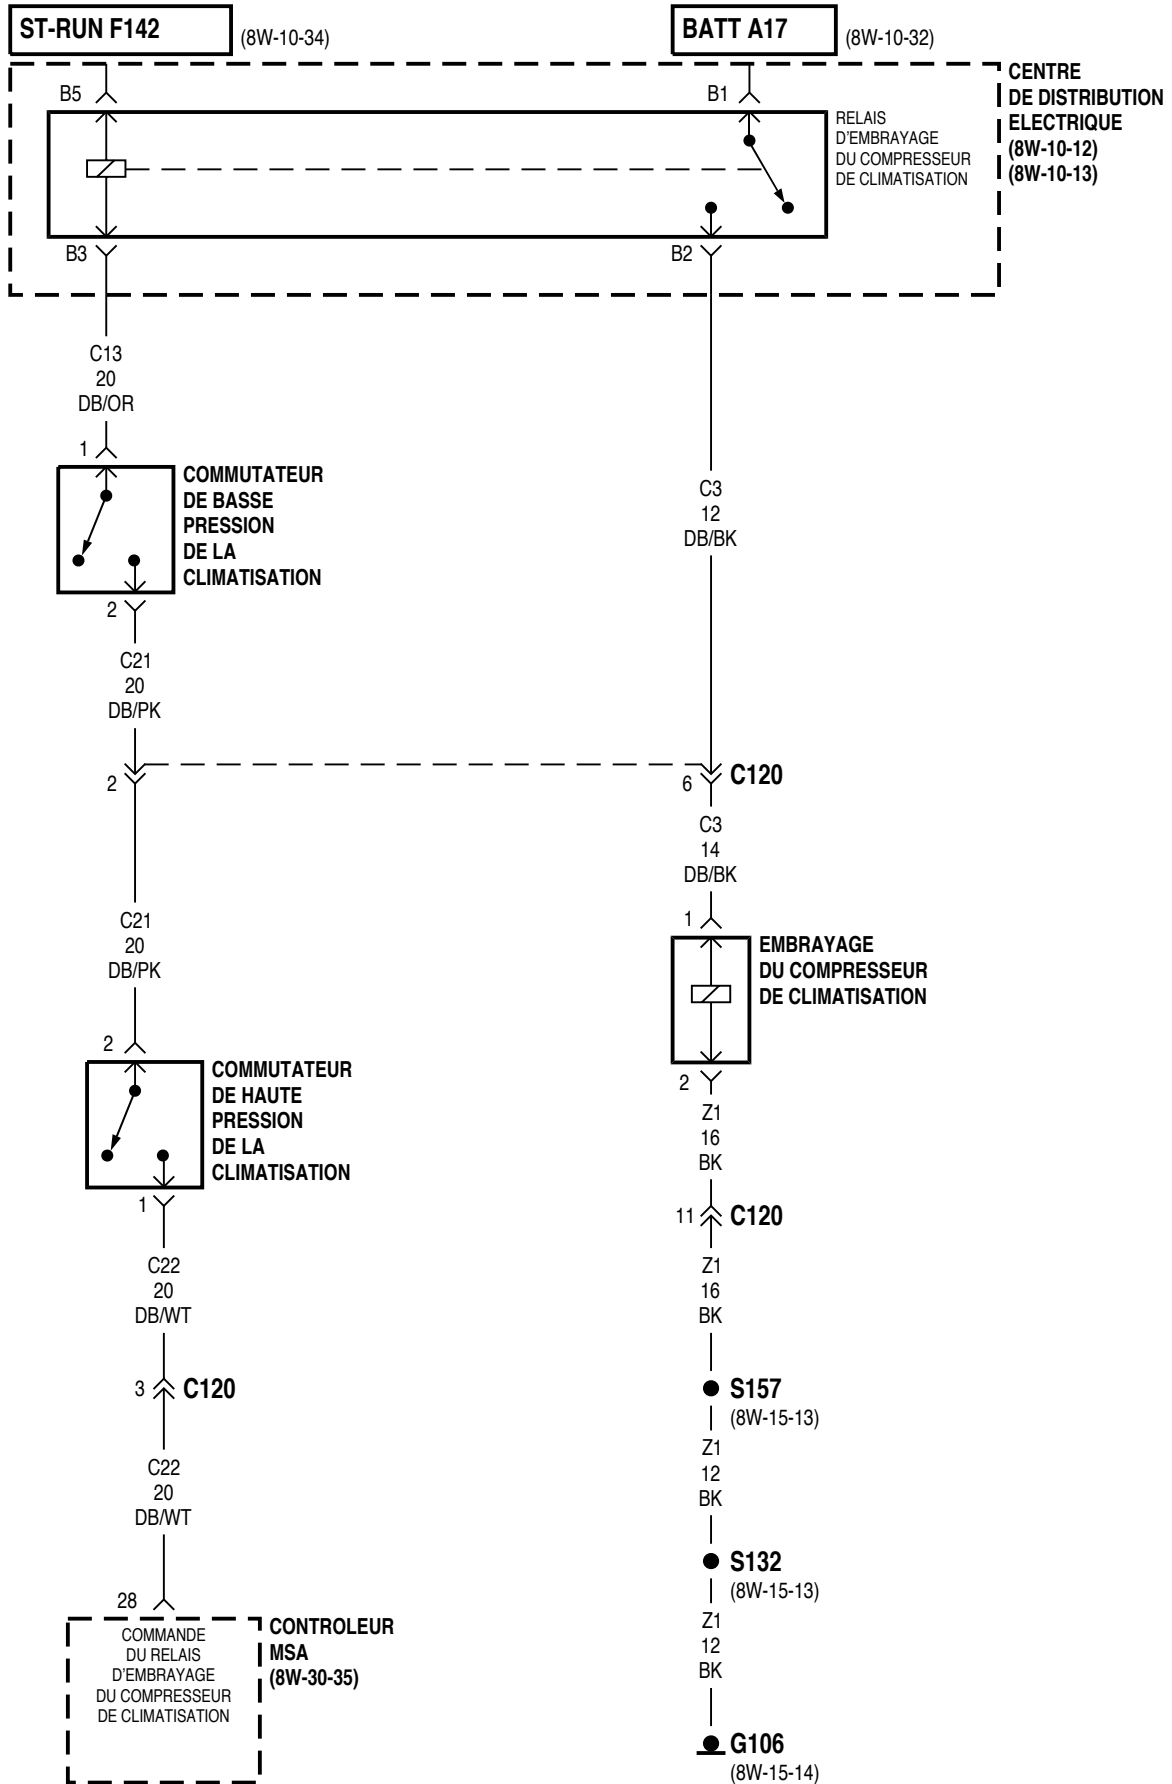 ST-RUN F142
(8W-10-34)
BATT A17
(8W-10-32)
CENTRE
DE DISTRIBUTION
ELECTRIQUE
(8W-10-12)
(8W-10-13)
B5
B1
RELAIS
D'EMBRAYAGE
DU COMPRESSEUR
DE CLIMATISATION
B3
B2
C13
20
DB/OR
1
COMMUTATEUR
DE BASSE
PRESSION
DE LA
CLIMATISATION
2
C3
12
DB/BK
C21
20
DB/PK
2
6
C120
C3
14
DB/BK
C21
20
DB/PK
1
EMBRAYAGE
DU COMPRESSEUR
DE CLIMATISATION
2
2
COMMUTATEUR
DE HAUTE
PRESSION
DE LA
CLIMATISATION
1
Z1
16
BK
11
C120
C22
20
DB/WT
Z1
16
BK
3
C120
S157
(8W-15-13)
C22
20
DB/WT
Z1
12
BK
S132
(8W-15-13)
28
COMMANDE
DU RELAIS
D'EMBRAYAGE
DU COMPRESSEUR
DE CLIMATISATION
CONTROLEUR
MSA
(8W-30-35)
Z1
12
BK
G106
(8W-15-14)